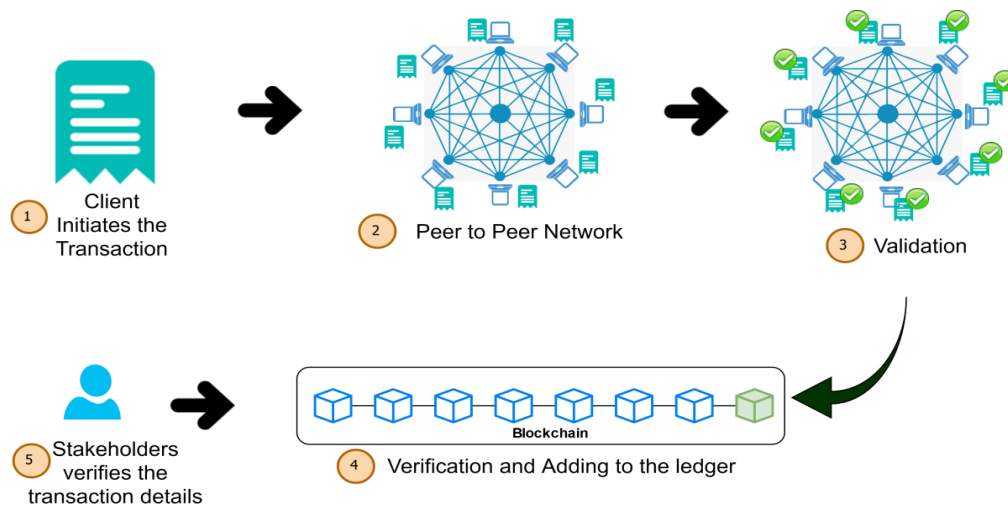 1
Client
Initiates the
Transaction
2
Peer to Peer Network
3
Validation
5
Stakeholders
verifies the
transaction details
Blockchain
4
Verification and Adding to the ledger